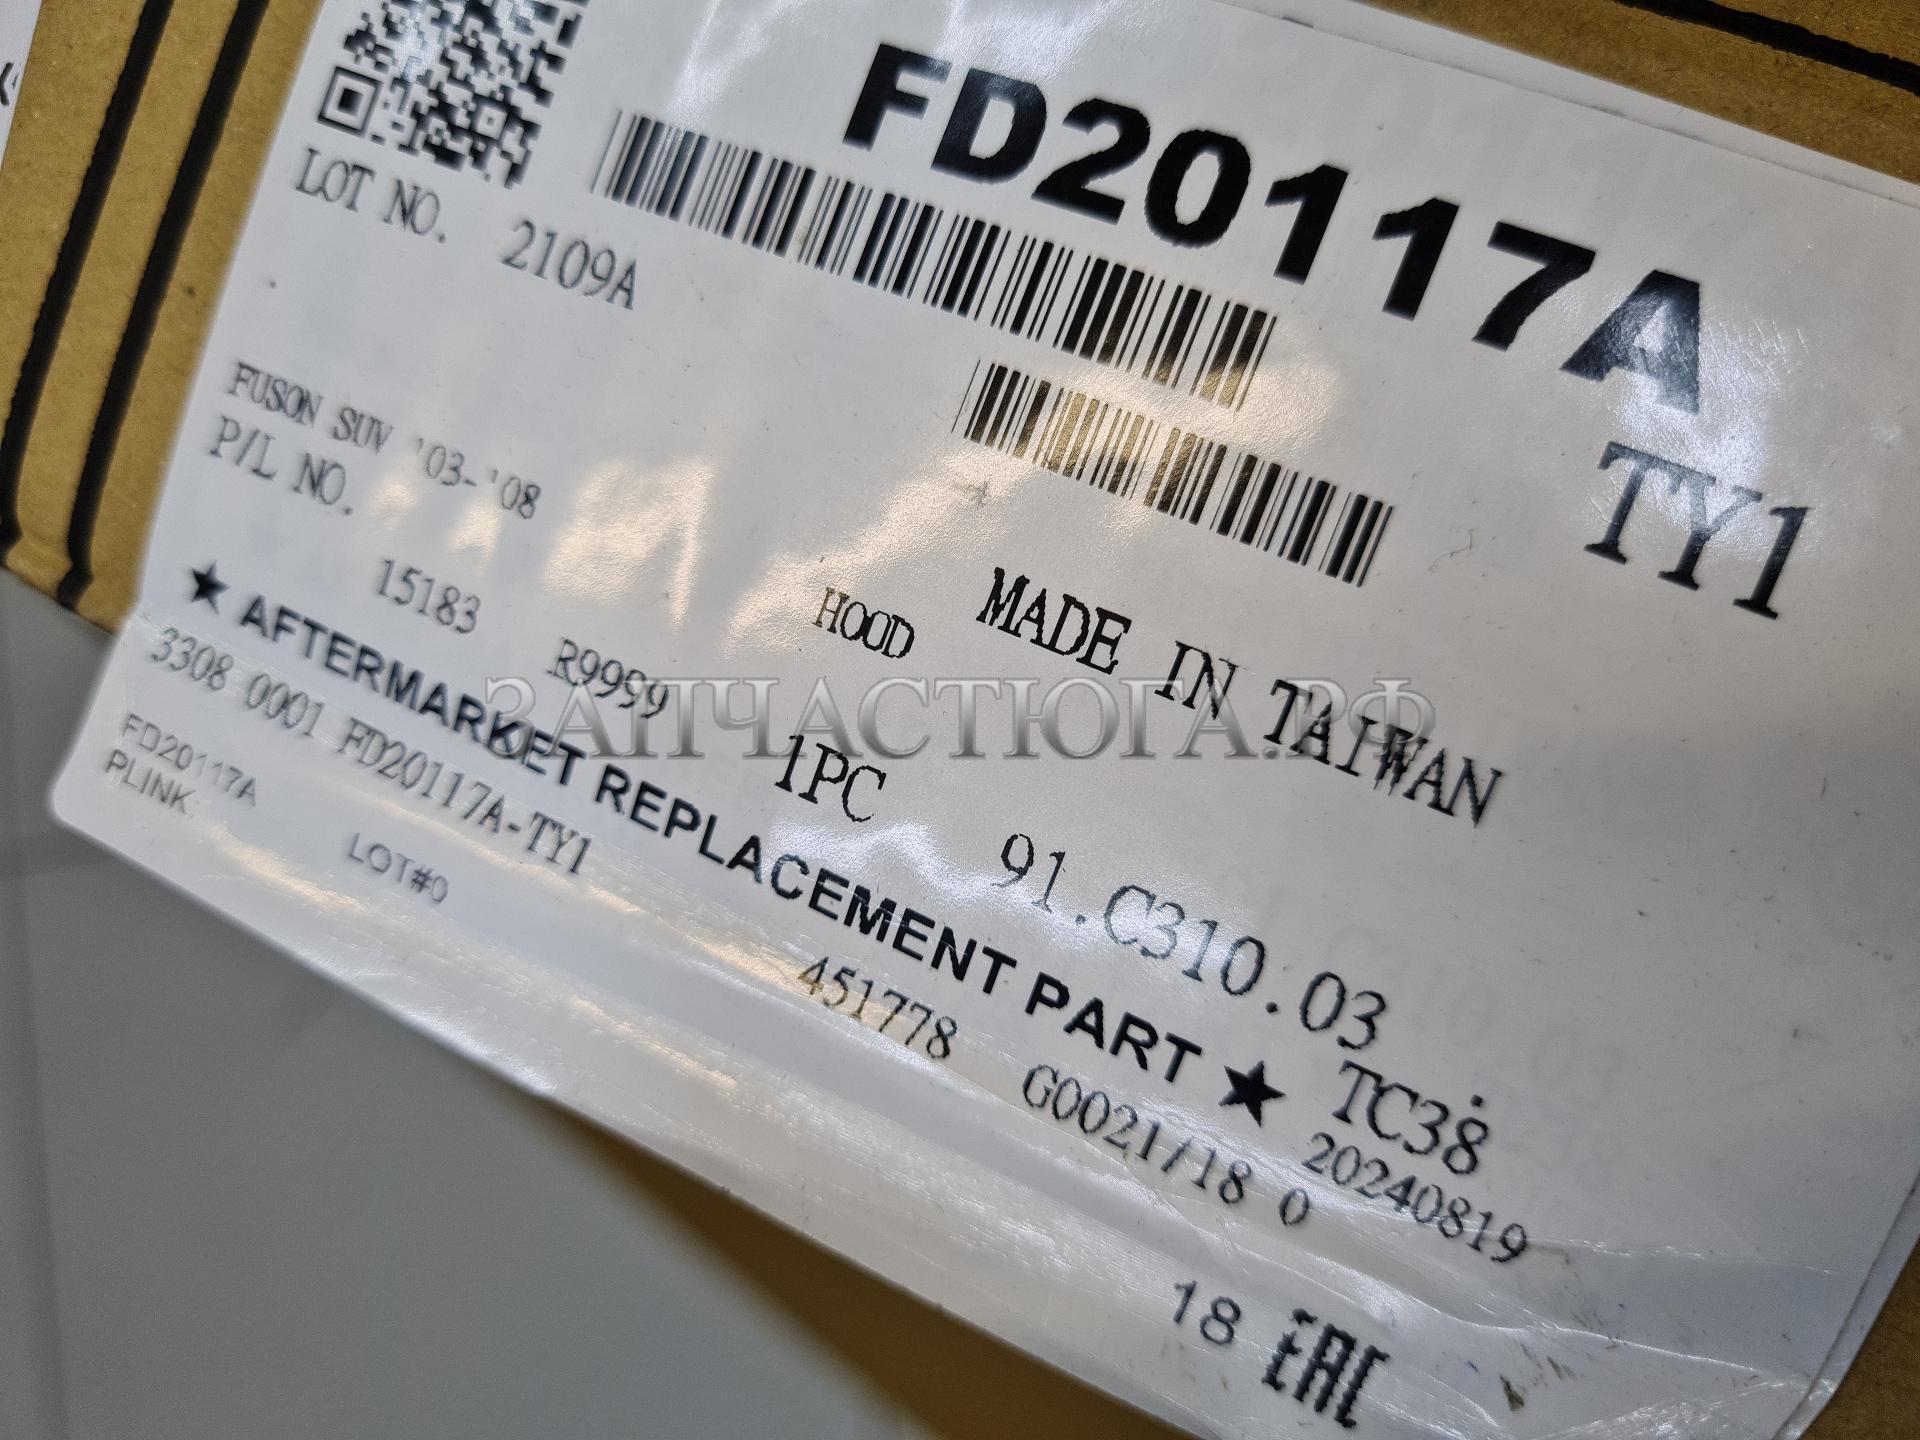 FD20117A
TY1
LOT NO. 2109A
FUSON SUV '03-'08
P/L NO.
15183 R9999 HOOD MADE IN TAIWAN
1PC 91.C310.03
★ AFTERMARKET REPLACEMENT PART ★ TC38
3308 0001 FD20117A-TY1 451778 G0021/18 0 20240819
FD20117A LOT#0 18 EAC
PLINK
ЗАПЧАСТЮГА.РФ